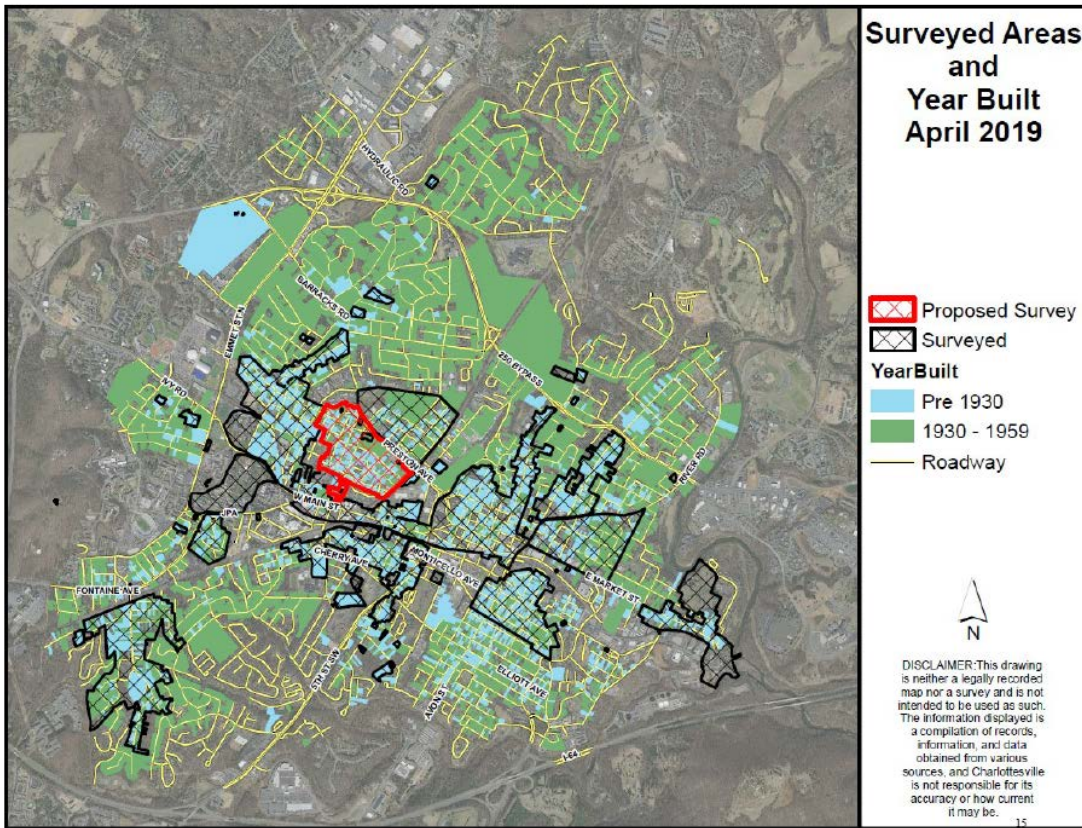 Surveyed Areas
and
Year Built
April 2019
Proposed Survey
Surveyed
YearBuilt
Pre 1930
1930 - 1959
Roadway
N
DISCLAIMER:This drawing
is neither a legally recorded
map nor a survey and is not
intended to be used as such.
The information displayed is
a compilation of records,
information, and data
obtained from various
sources, and Charlottesville
is not responsible for its
accuracy or how current
it may be.
15
HYDRAULIC RD
BARRACKS RD
EMMET ST N
250 BYPASS
IVY RD
PRESTON AVE
RIVER RD
W MAIN ST
JPA
CHERRY AVE
MONTICELLO AVE
E MARKET ST
FONTAINE AVE
5TH ST SW
ELLIOTT AVE
AVON ST
I-64